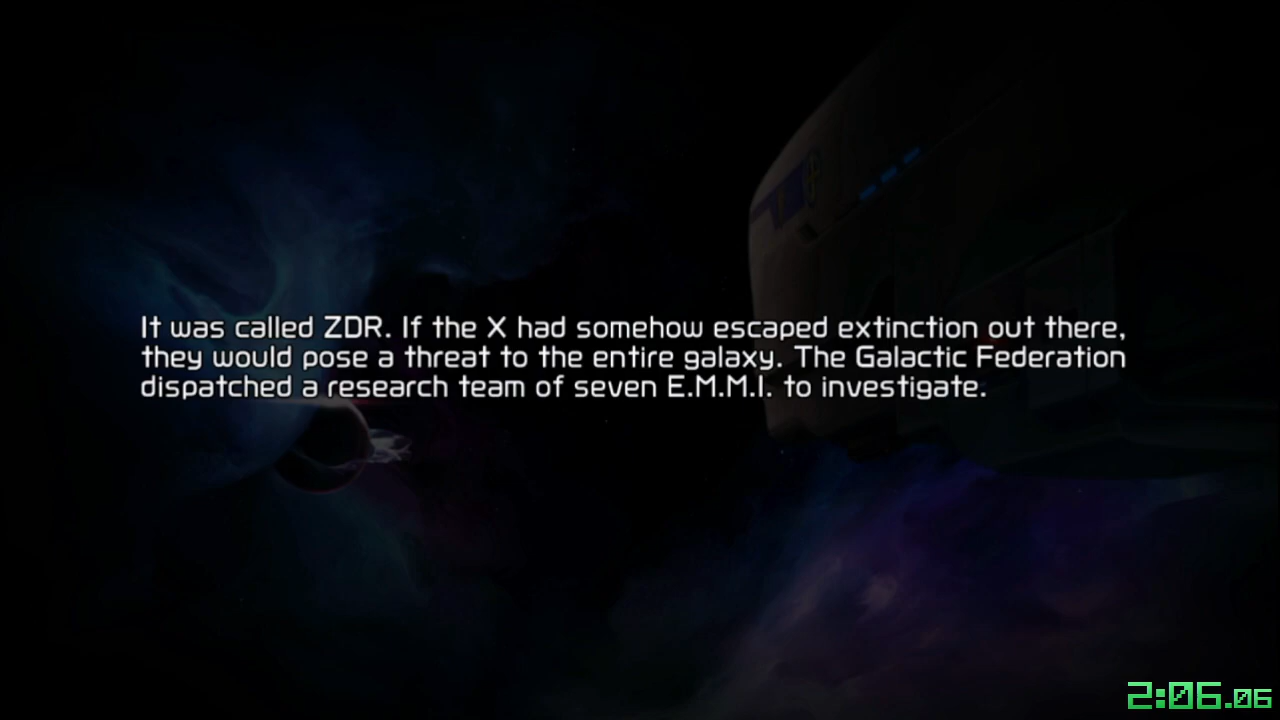 It was called ZDR. If the X had somehow escaped extinction out there,
they would pose a threat to the entire galaxy. The Galactic Federation
dispatched a research team of seven E.M.M.I. to investigate.
2:06.06